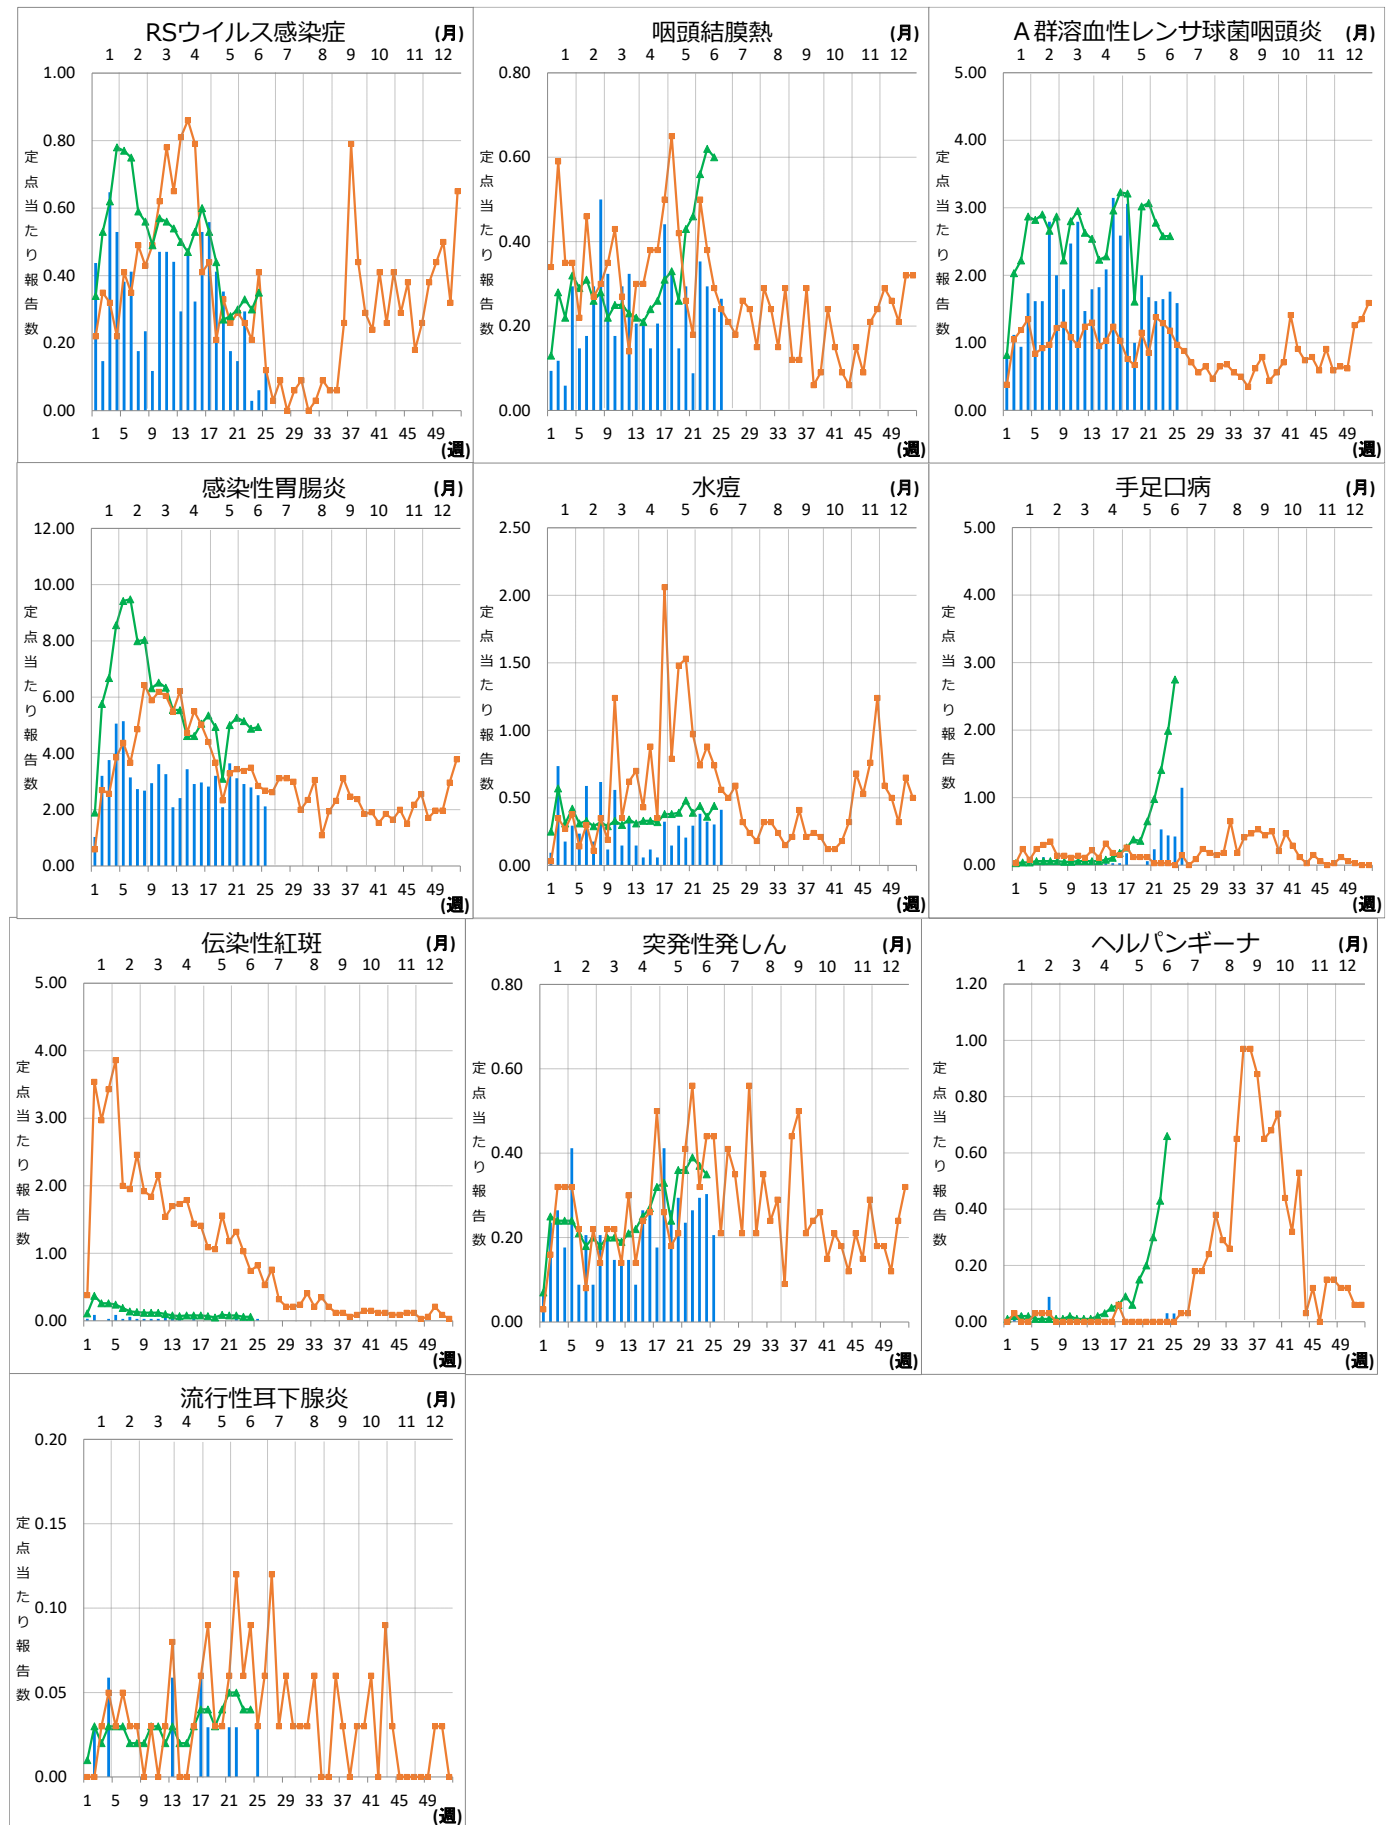 RSウイルス感染症 (月)
1 2 3 4 5 6 7 8 9 10 11 12
1.00
0.80
0.60
0.40
0.20
0.00
定点当たり報告数
1 5 9 13 17 21 25 29 33 37 41 45 49
(週)
咽頭結膜熱 (月)
1 2 3 4 5 6 7 8 9 10 11 12
0.80
0.60
0.40
0.20
0.00
定点当たり報告数
1 5 9 13 17 21 25 29 33 37 41 45 49
(週)
A群溶血性レンサ球菌咽頭炎 (月)
1 2 3 4 5 6 7 8 9 10 11 12
5.00
4.00
3.00
2.00
1.00
0.00
定点当たり報告数
1 5 9 13 17 21 25 29 33 37 41 45 49
(週)
感染性胃腸炎 (月)
1 2 3 4 5 6 7 8 9 10 11 12
12.00
10.00
8.00
6.00
4.00
2.00
0.00
定点当たり報告数
1 5 9 13 17 21 25 29 33 37 41 45 49
(週)
水痘 (月)
1 2 3 4 5 6 7 8 9 10 11 12
2.50
2.00
1.50
1.00
0.50
0.00
定点当たり報告数
1 5 9 13 17 21 25 29 33 37 41 45 49
(週)
手足口病 (月)
1 2 3 4 5 6 7 8 9 10 11 12
5.00
4.00
3.00
2.00
1.00
0.00
定点当たり報告数
1 5 9 13 17 21 25 29 33 37 41 45 49
(週)
伝染性紅斑 (月)
1 2 3 4 5 6 7 8 9 10 11 12
5.00
4.00
3.00
2.00
1.00
0.00
定点当たり報告数
1 5 9 13 17 21 25 29 33 37 41 45 49
(週)
突発性発しん (月)
1 2 3 4 5 6 7 8 9 10 11 12
0.80
0.60
0.40
0.20
0.00
定点当たり報告数
1 5 9 13 17 21 25 29 33 37 41 45 49
(週)
ヘルパンギーナ (月)
1 2 3 4 5 6 7 8 9 10 11 12
1.20
1.00
0.80
0.60
0.40
0.20
0.00
定点当たり報告数
1 5 9 13 17 21 25 29 33 37 41 45 49
(週)
流行性耳下腺炎 (月)
1 2 3 4 5 6 7 8 9 10 11 12
0.20
0.15
0.10
0.05
0.00
定点当たり報告数
1 5 9 13 17 21 25 29 33 37 41 45 49
(週)